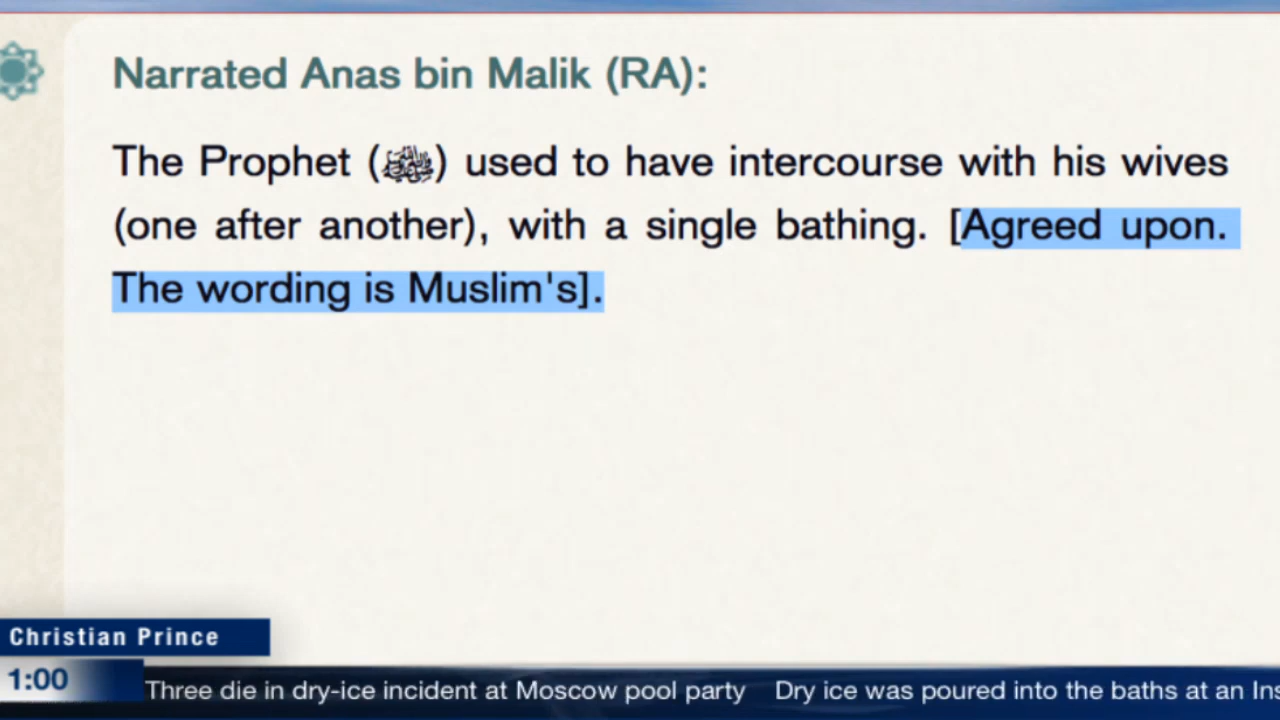 Narrated Anas bin Malik (RA):
The Prophet (ﷺ) used to have intercourse with his wives
(one after another), with a single bathing. [Agreed upon.
The wording is Muslim's].
Christian Prince
1:00
Three die in dry-ice incident at Moscow pool party Dry ice was poured into the baths at an Ins